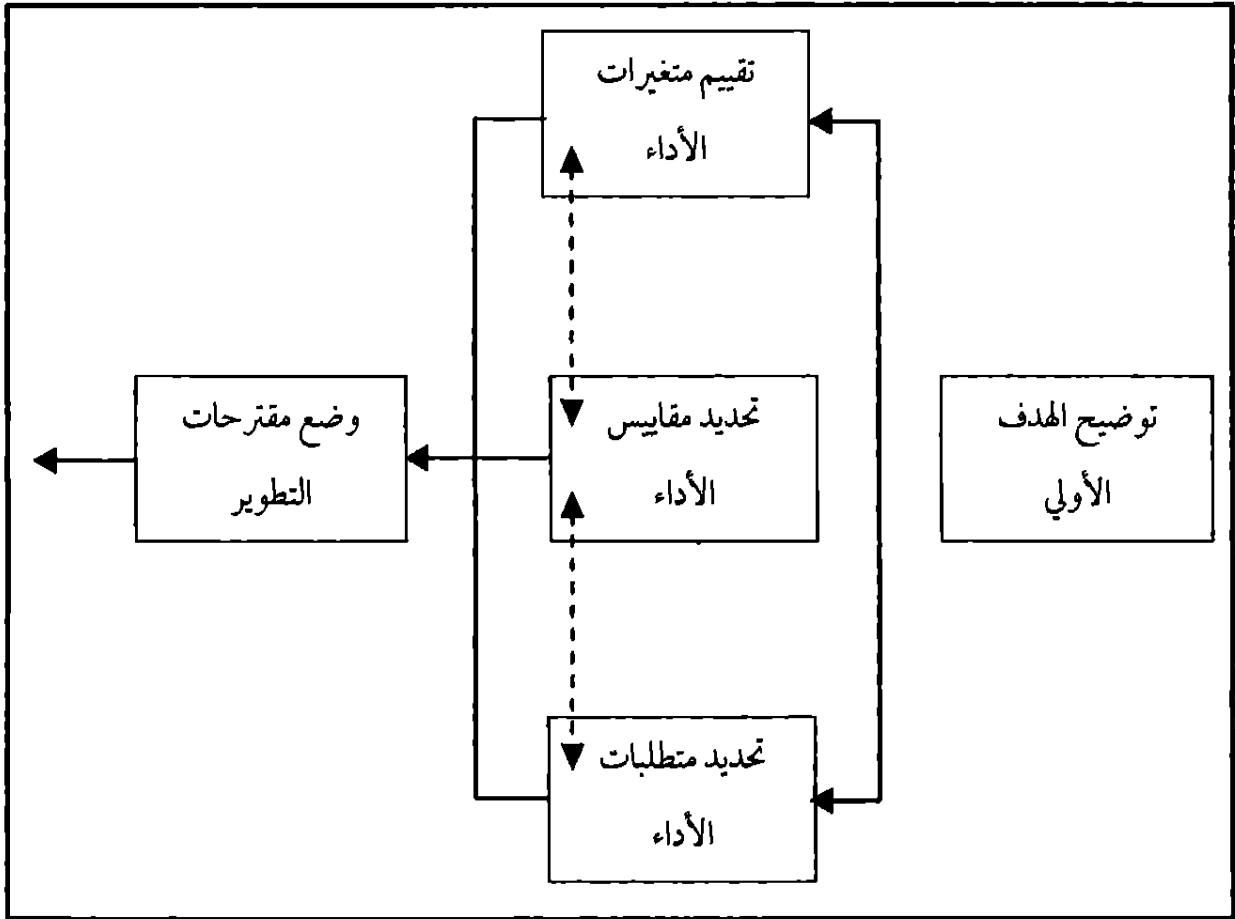 تقييم متغيرات
الأداء
توضيح الهدف
الأولي
تحديد مقاييس
الأداء
وضع مقترحات
التطوير
تحديد متطلبات
الأداء